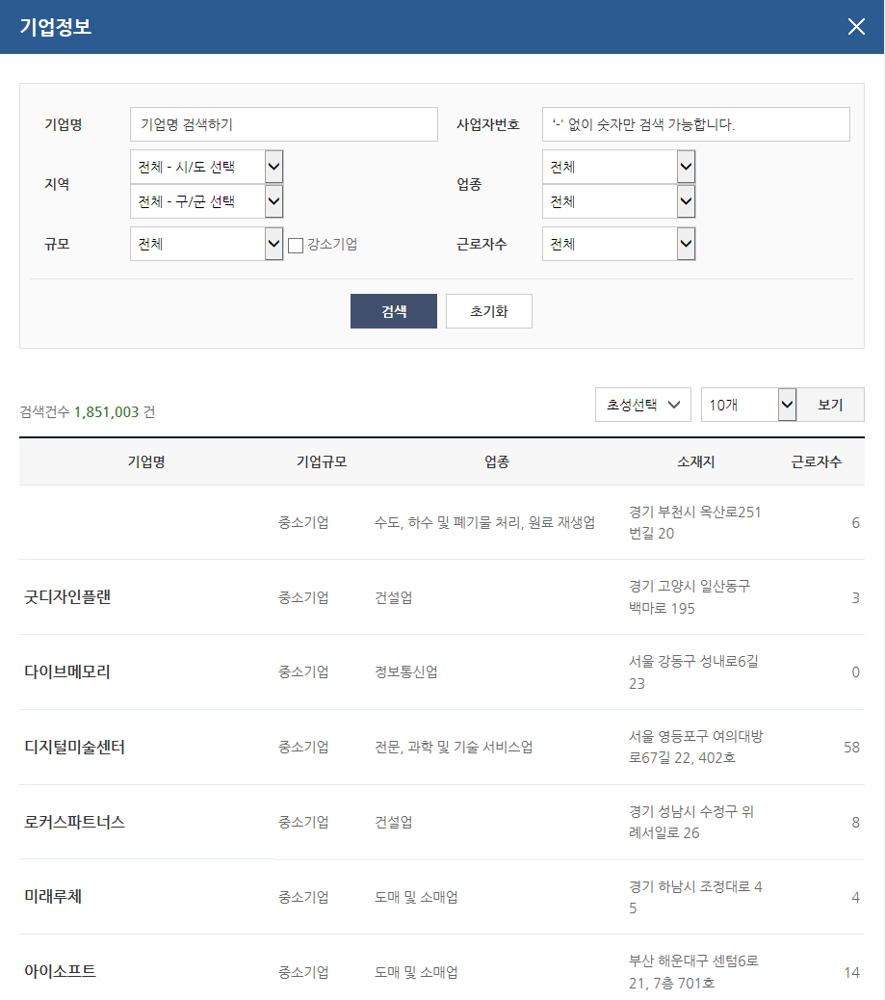 기업정보
기업명 기업명 검색하기 사업자번호 '-' 없이 숫자만 검색 가능합니다.
지역 전체 - 시/도 선택 업종 전체
전체 - 구/군 선택 전체
규모 전체 강소기업 근로자수 전체
검색 초기화
검색건수 1,851,003 건 초성선택 10개 보기
기업명 기업규모 업종 소재지 근로자수
중소기업 수도, 하수 및 폐기물 처리, 원료 재생업 경기 부천시 옥산로251 6
번길 20
굿디자인플랜 중소기업 건설업 경기 고양시 일산동구 3
백마로 195
다이브메모리 중소기업 정보통신업 서울 강동구 성내로6길 0
23
디지털미술센터 중소기업 전문, 과학 및 기술 서비스업 서울 영등포구 여의대방 58
로67길 22, 402호
로커스파트너스 중소기업 건설업 경기 성남시 수정구 위 8
례서일로 26
미래루체 중소기업 도매 및 소매업 경기 하남시 조정대로 4 4
5
아이소프트 중소기업 도매 및 소매업 부산 해운대구 센텀6로 14
21, 7층 701호